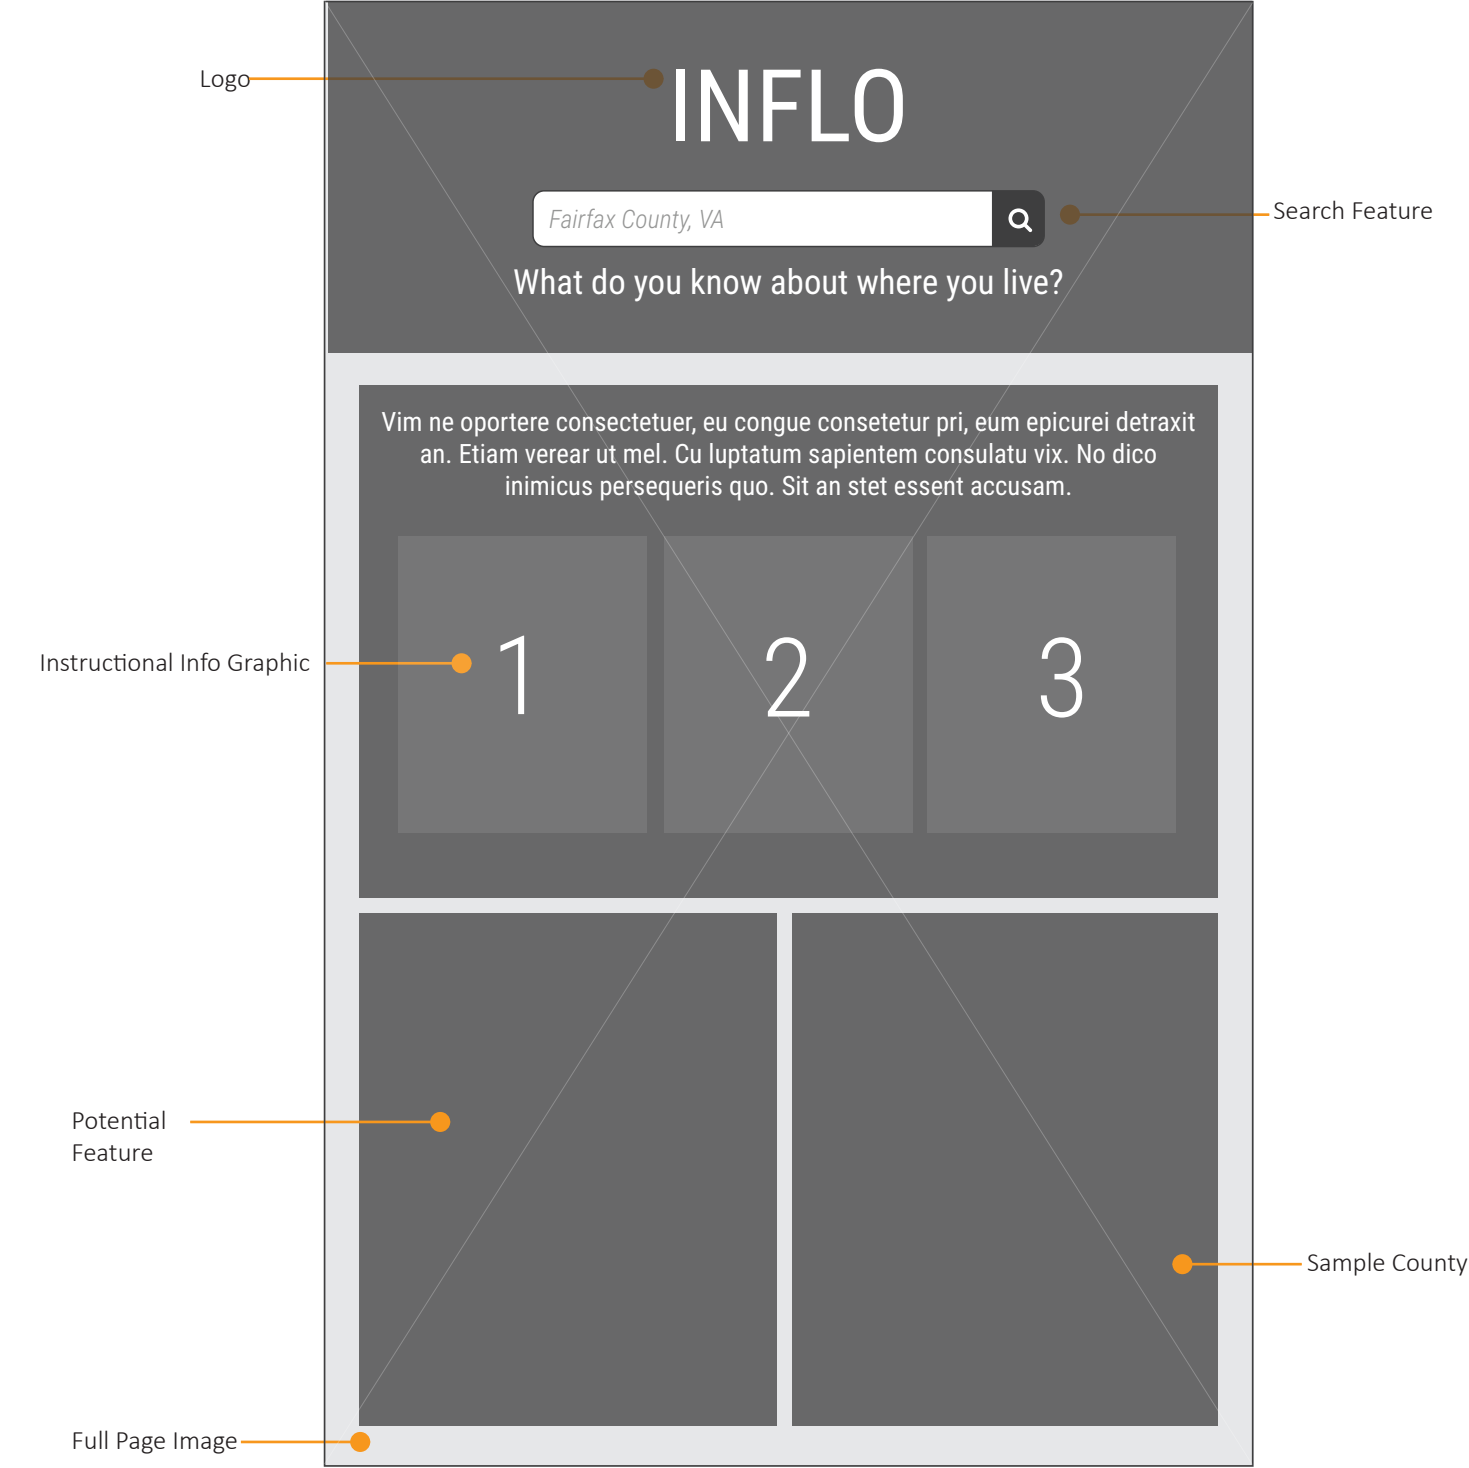 Logo
INFLO
Fairfax County, VA
Search Feature
What do you know about where you live?
Vim ne oportere consectetuer, eu congue consetetur pri, eum epicurei detraxit
an. Etiam verear ut mel. Cu luptatum sapientem consulatu vix. No dico
inimicus persequeris quo. Sit an stet essent accusam.
Instructional Info Graphic
1
2
3
Potential
Feature
Sample County
Full Page Image